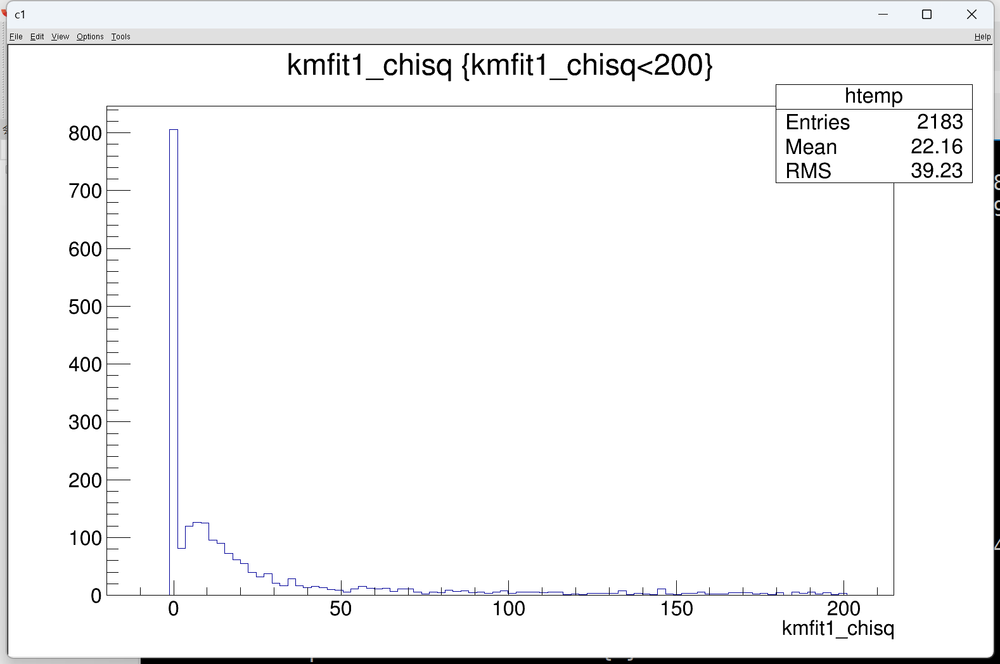 c1
File Edit View Options Tools Help
kmfit1_chisq {kmfit1_chisq<200}
htemp
Entries 2183
Mean 22.16
RMS 39.23
800
700
600
500
400
300
200
100
0
0 50 100 150 200
kmfit1_chisq